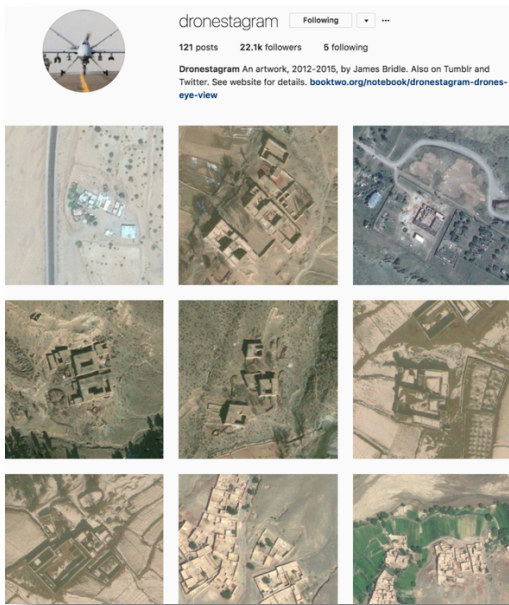 dronestagram Following ...
121 posts 22.1k followers 5 following
Dronestagram An artwork, 2012-2015, by James Bridle. Also on Tumblr and
Twitter. See website for details. booktwo.org/notebook/dronestagram-drones-
eye-view